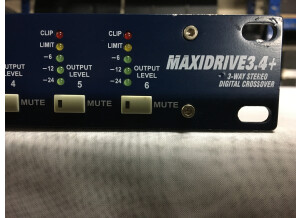 CLIP
LIMIT
-6
-12
-24
OUTPUT
LEVEL
4
MUTE
CLIP
LIMIT
-6
-12
-24
OUTPUT
LEVEL
5
MUTE
CLIP
LIMIT
-6
-12
-24
OUTPUT
LEVEL
6
MUTE
MAXIDRIVE3.4+
3-WAY STEREO
DIGITAL CROSSOVER